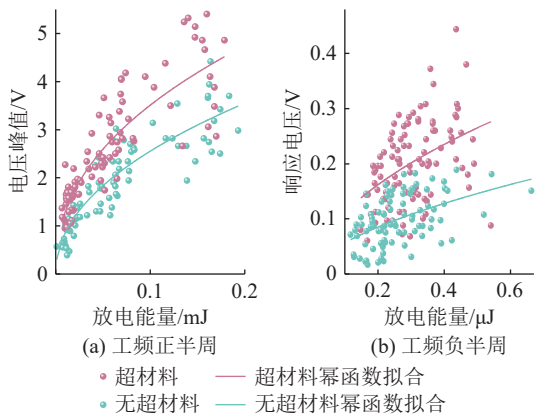 5
4
3
2
1
0
电压峰值/V
0.1
0.2
放电能量/mJ
(a) 工频正半周
0.4
0.3
0.2
0.1
0
响应电压/V
0.2
0.4
0.6
放电能量/μJ
(b) 工频负半周
超材料
超材料幂函数拟合
无超材料
无超材料幂函数拟合